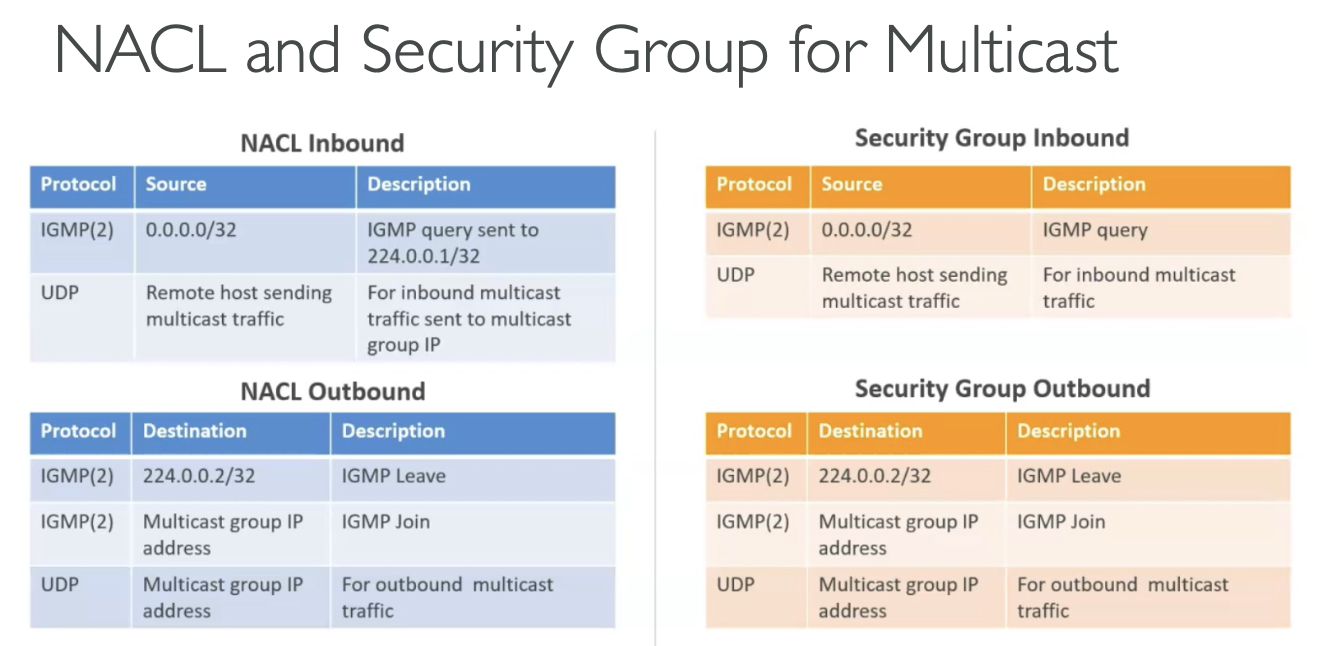 NACL and Security Group for Multicast
NACL Inbound
Protocol Source Description
IGMP(2) 0.0.0.0/32 IGMP query sent to
224.0.0.1/32
UDP Remote host sending For inbound multicast
multicast traffic traffic sent to multicast
group IP
NACL Outbound
Protocol Destination Description
IGMP(2) 224.0.0.2/32 IGMP Leave
IGMP(2) Multicast group IP IGMP Join
address
UDP Multicast group IP For outbound multicast
address traffic
Security Group Inbound
Protocol Source Description
IGMP(2) 0.0.0.0/32 IGMP query
UDP Remote host sending For inbound multicast
multicast traffic traffic
Security Group Outbound
Protocol Destination Description
IGMP(2) 224.0.0.2/32 IGMP Leave
IGMP(2) Multicast group IP IGMP Join
address
UDP Multicast group IP For outbound multicast
address traffic